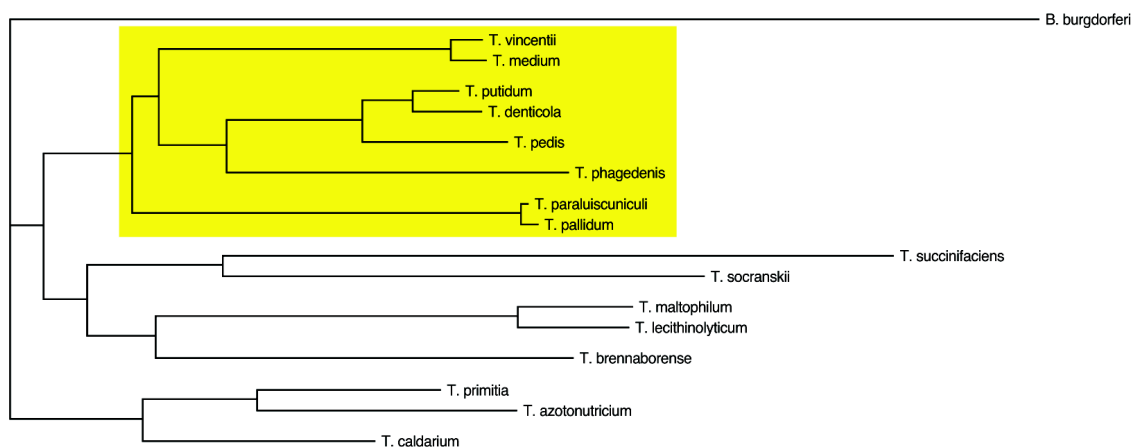 B. burgdorferi
T. vincentii
T. medium
T. putidum
T. denticola
T. pedis
T. phagedenis
T. paraluiscuniculi
T. pallidum
T. succinifaciens
T. socranskii
T. maltophilum
T. lecithinolyticum
T. brennaborense
T. primitia
T. azotonutricium
T. caldarium